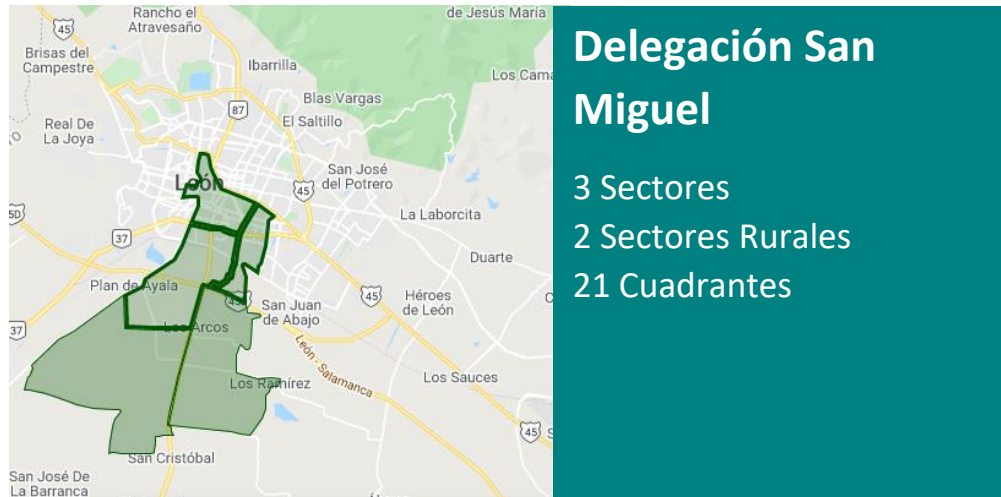 Rancho el
Atravesaño
de Jesús María
45
Brisas del
Campestre
Ibarrilla
Los Cama
87
Blas Vargas
El Saltillo
Real De
La Joya
San José
del Potrero
León
45
La Laborcita
5D
37
Duarte
Plan de Ayala
45D
San Juan
de Abajo
45
Héroes
de León
37
Los Arcos
León - Salamanca
Los Ramírez
Los Sauces
45
San Cristóbal
San José De
La Barranca
Delegación San
Miguel
3 Sectores
2 Sectores Rurales
21 Cuadrantes